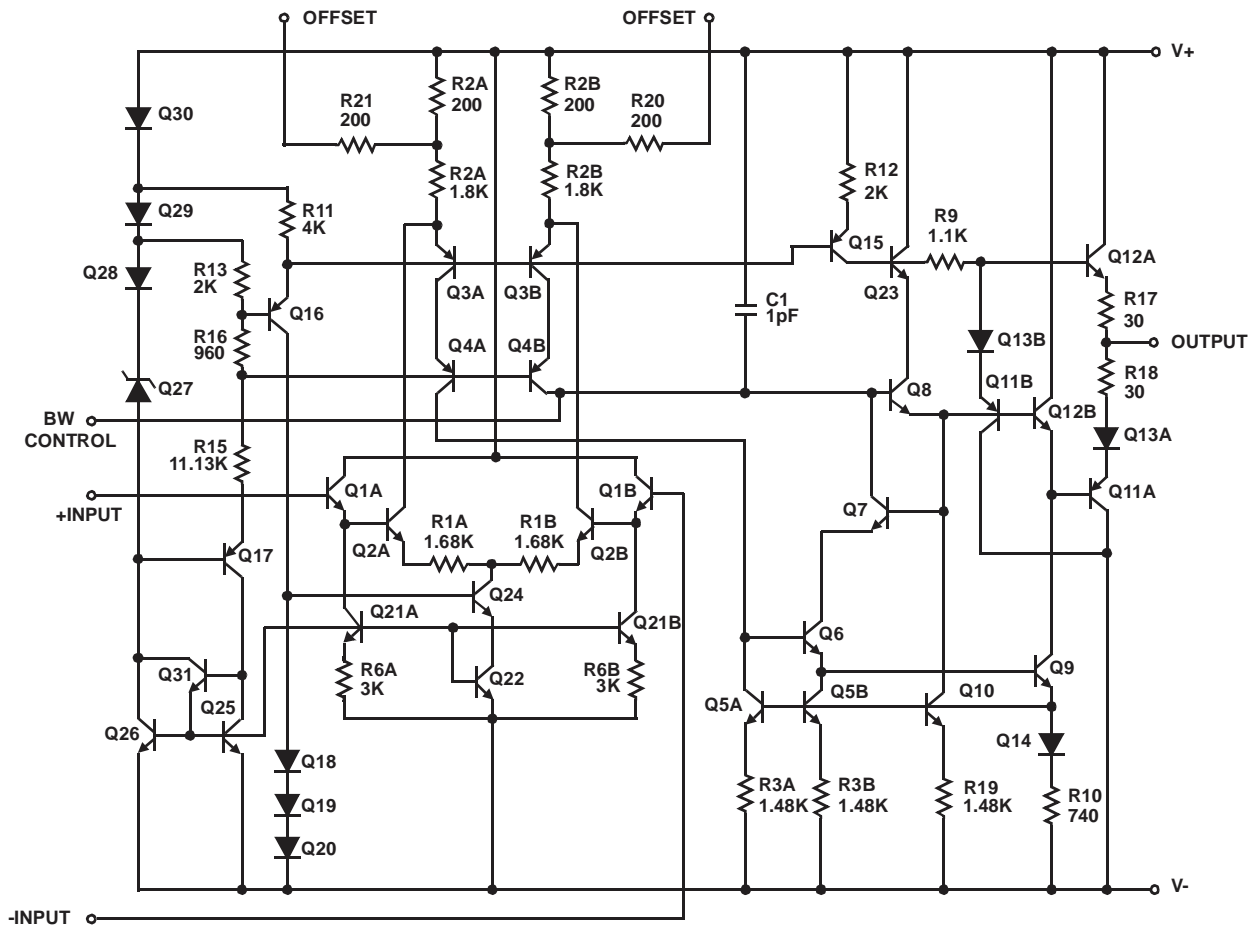 OFFSET
OFFSET
V+
R2A
200
R2B
200
R21
200
R20
200
Q30
R2A
1.8K
R2B
1.8K
R12
2K
Q29
R11
4K
R9
1.1K
Q15
Q12A
Q28
R13
2K
Q3A
Q3B
Q23
R17
30
Q16
C1
1pF
R16
960
Q4A
Q4B
Q13B
OUTPUT
Q27
Q8
Q11B
R18
30
BW
CONTROL
Q12B
Q13A
R15
11.13K
+INPUT
Q1A
Q1B
Q11A
R1A
1.68K
R1B
1.68K
Q7
Q2A
Q2B
Q17
Q24
Q21A
Q21B
Q6
Q31
R6A
3K
Q22
R6B
3K
Q9
Q25
Q5A
Q5B
Q10
Q26
Q14
Q18
R3A
1.48K
R3B
1.48K
R19
1.48K
R10
740
Q19
Q20
V-
-INPUT